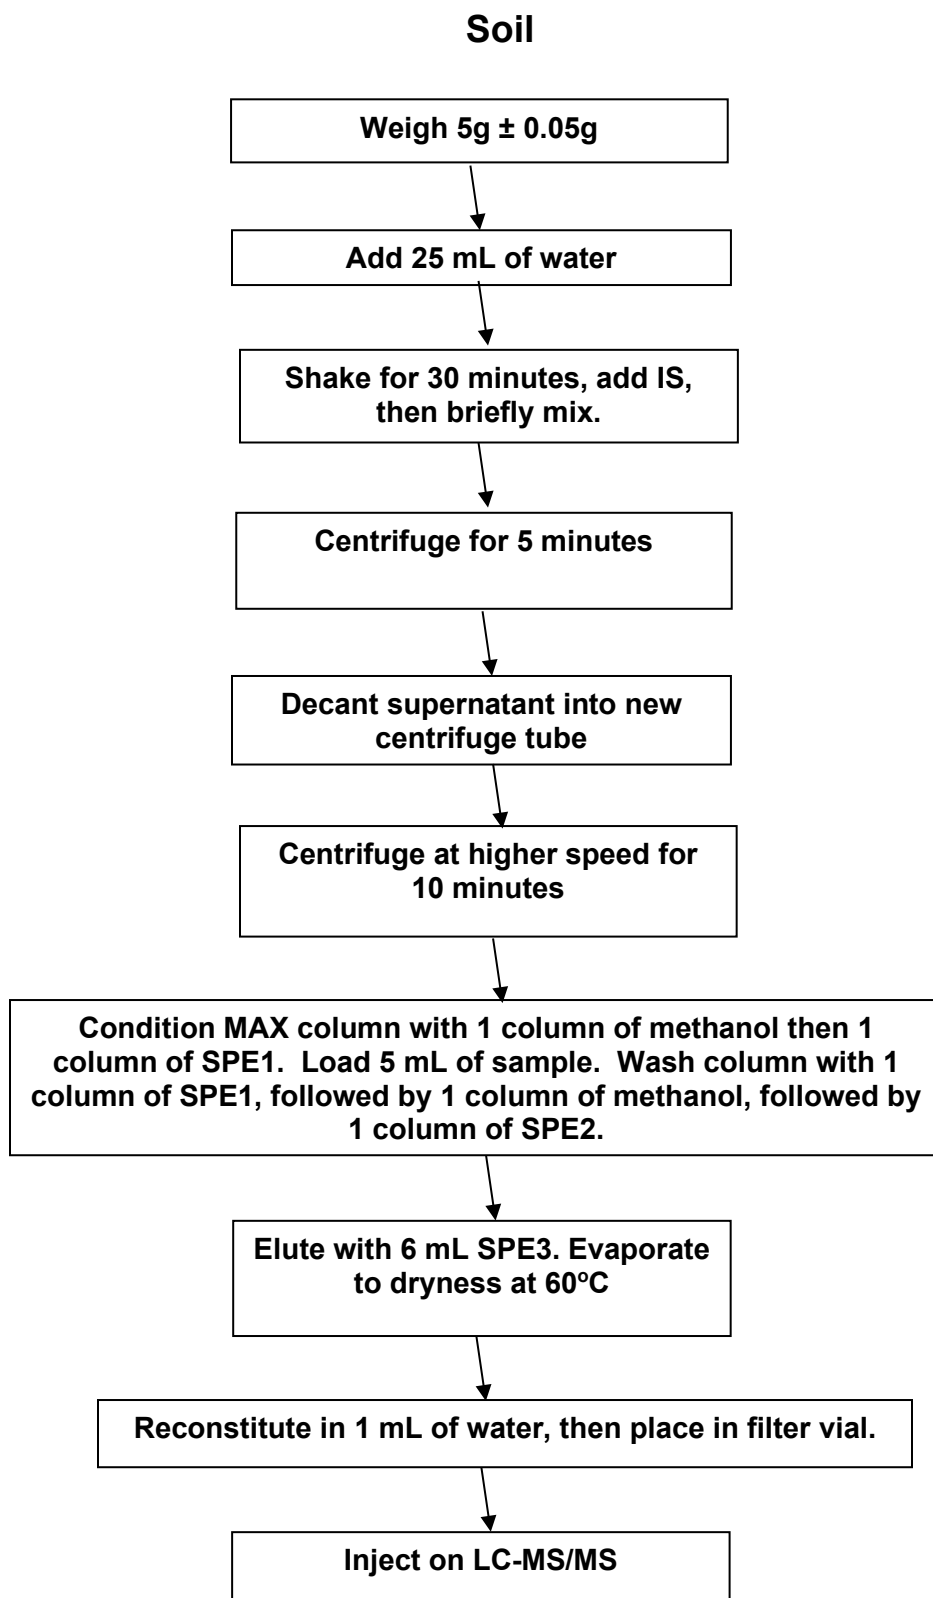 Soil
Weigh 5g ± 0.05g
Add 25 mL of water
Shake for 30 minutes, add IS,
then briefly mix.
Centrifuge for 5 minutes
Decant supernatant into new
centrifuge tube
Centrifuge at higher speed for
10 minutes
Condition MAX column with 1 column of methanol then 1
column of SPE1.  Load 5 mL of sample.  Wash column with 1
column of SPE1, followed by 1 column of methanol, followed by
1 column of SPE2.
Elute with 6 mL SPE3. Evaporate
to dryness at 60ºC
Reconstitute in 1 mL of water, then place in filter vial.
Inject on LC-MS/MS